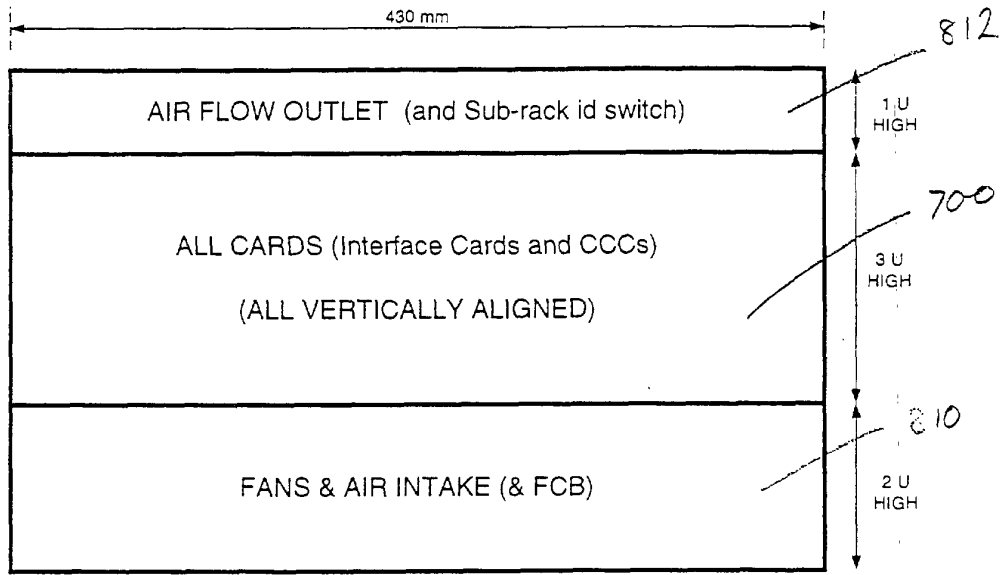 430 mm
812
AIR FLOW OUTLET (and Sub-rack id switch)
1 U
HIGH
700
ALL CARDS (Interface Cards and CCCs)
3 U
HIGH
(ALL VERTICALLY ALIGNED)
810
FANS & AIR INTAKE (& FCB)
2 U
HIGH